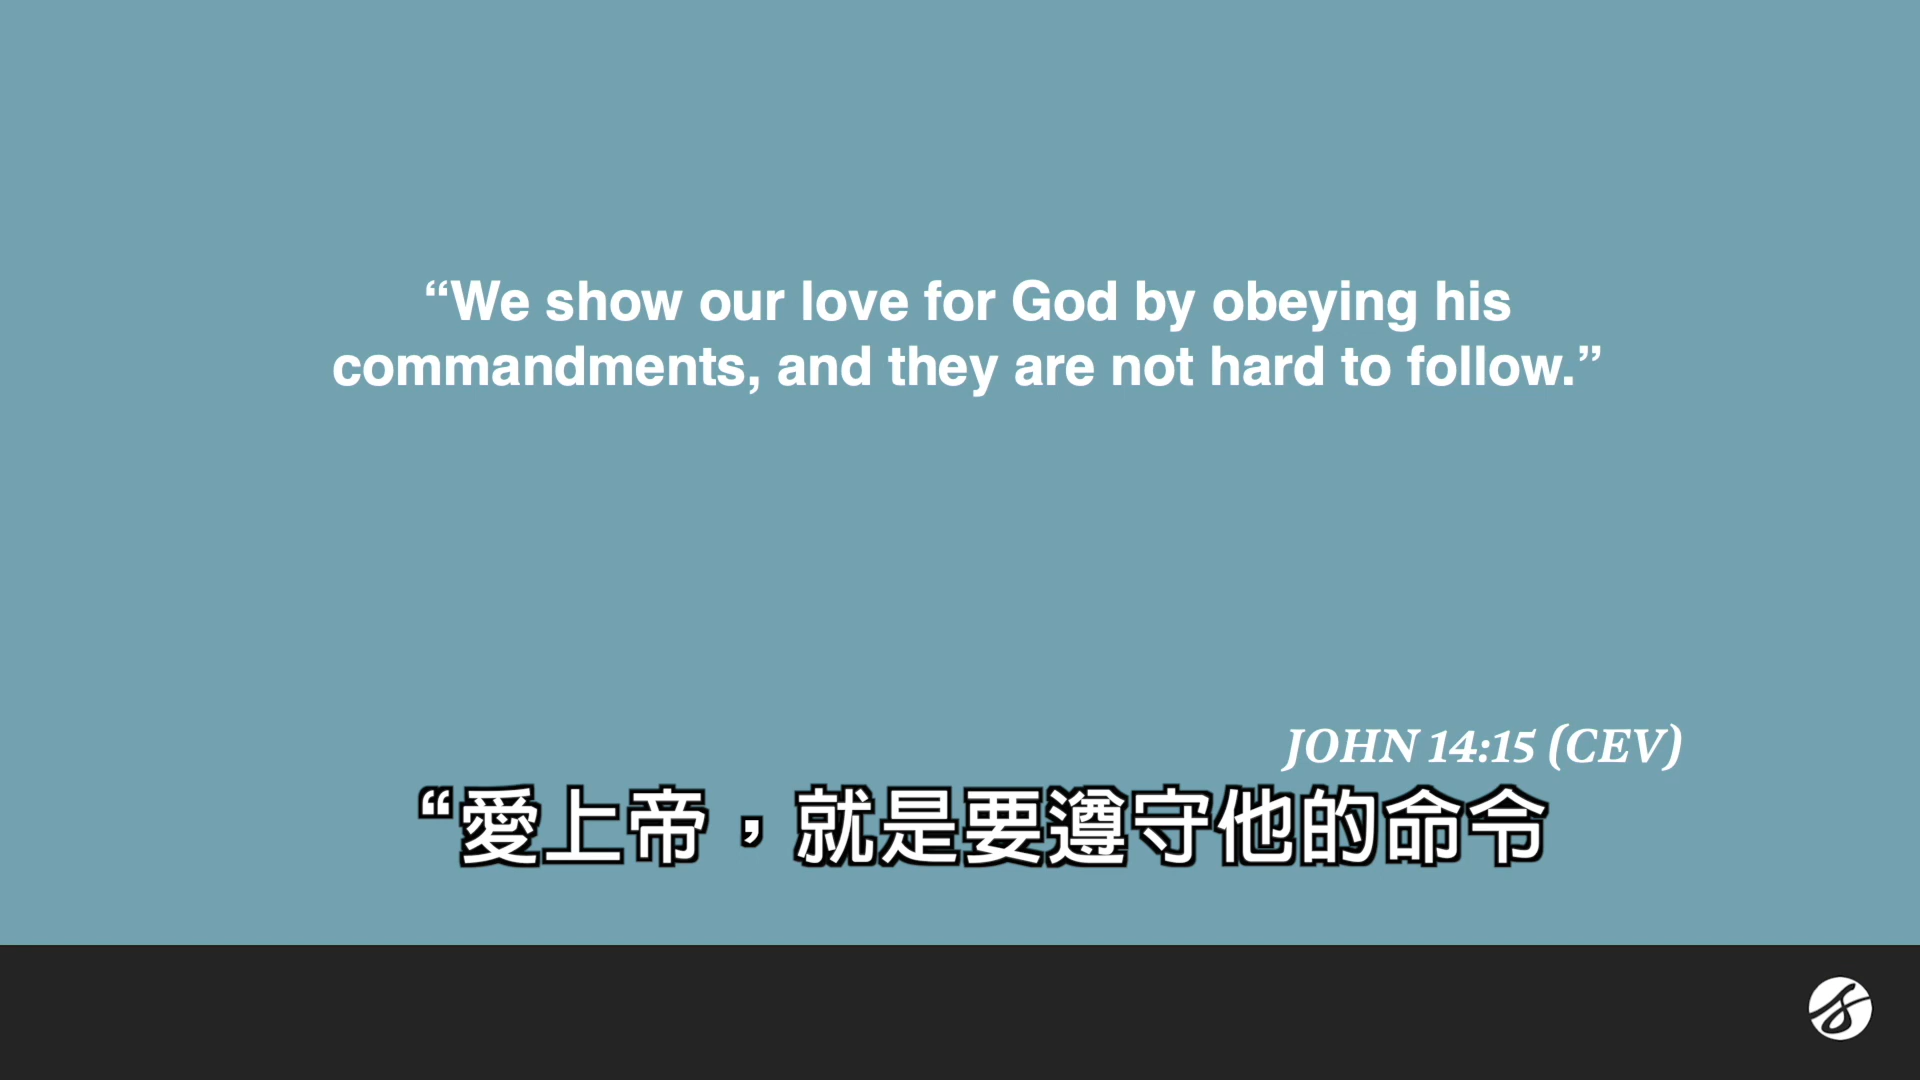 “We show our love for God by obeying his
commandments, and they are not hard to follow.”
JOHN 14:15 (CEV)
“愛上帝，就是要遵守他的命令